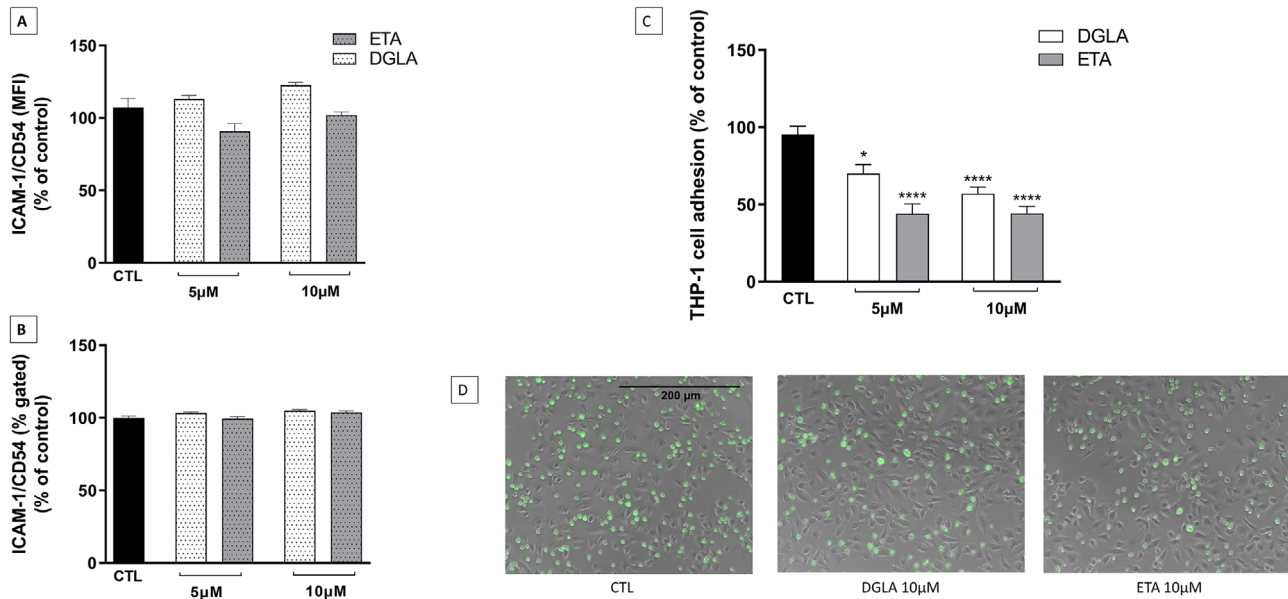 A
ETA
DGLA
ICAM-1/CD54 (MFI)
(% of control)
150
100
50
0
CTL
5µM
10µM
B
ICAM-1/CD54 (% gated)
(% of control)
150
100
50
0
CTL
5µM
10µM
C
DGLA
ETA
THP-1 cell adhesion (% of control)
150
100
50
0
*
****
****
****
CTL
5µM
10µM
D
200 µm
CTL
DGLA 10µM
ETA 10µM